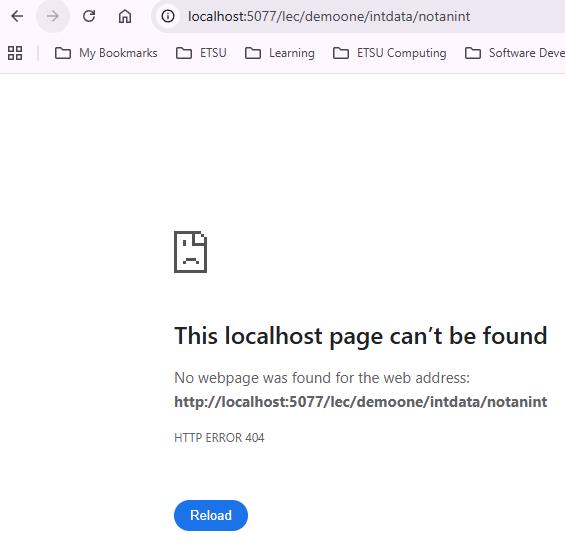 localhost:5077/lec/demoone/intdata/notanint
My Bookmarks
ETSU
Learning
ETSU Computing
Software Deve
This localhost page can’t be found
No webpage was found for the web address:
http://localhost:5077/lec/demoone/intdata/notanint
HTTP ERROR 404
Reload